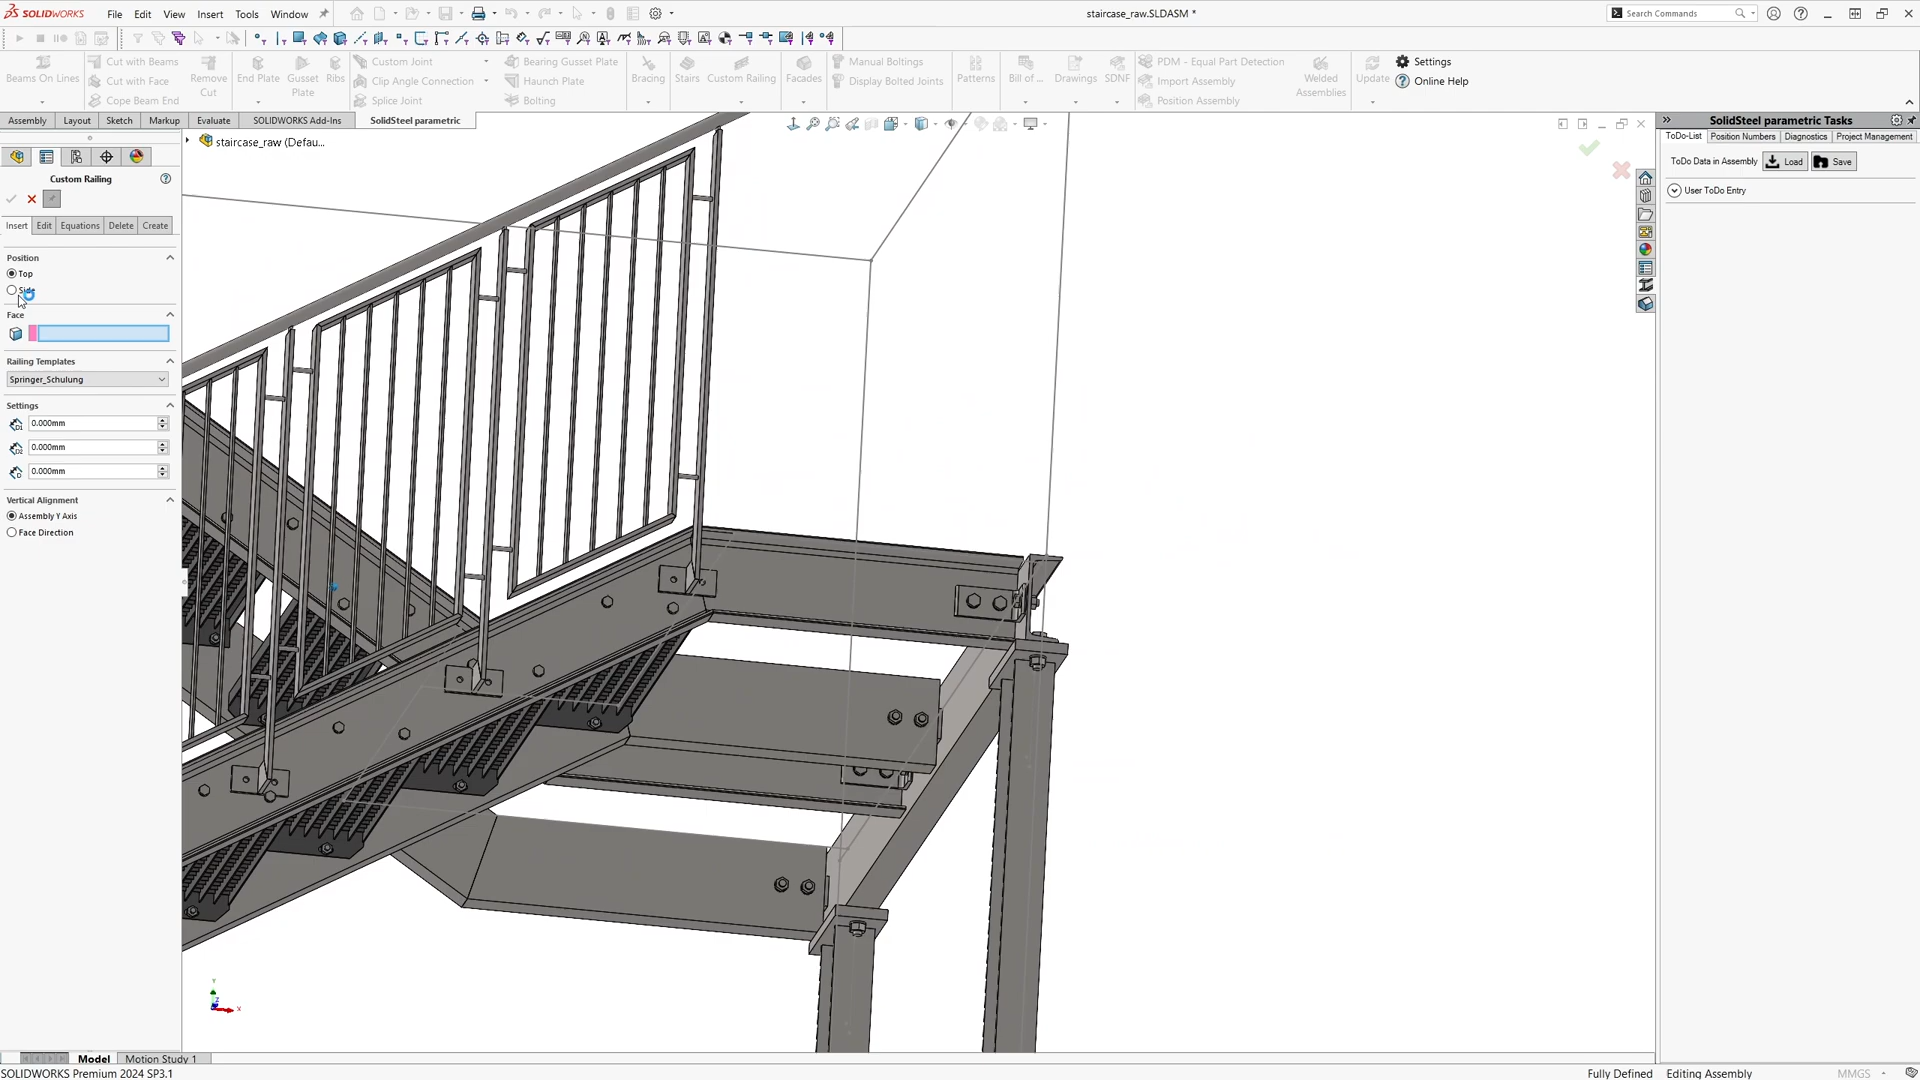 SOLIDWORKS File Edit View Insert Tools Window staircase_raw.SLDASM * Search Commands
Beams On Lines Cut with Beams Cut with Face Cope Beam End Remove Cut End Plate Gusset Plate Ribs Custom Joint Clip Angle Connection Splice Joint Bearing Gusset Plate Haunch Plate Bolting Bracing Stairs Custom Railing Facades Manual Boltings Display Bolted Joints Patterns Bill of ... Drawings SDNF PDM - Equal Part Detection Import Assembly Position Assembly Welded Assemblies Update Settings Online Help
Assembly Layout Sketch Markup Evaluate SOLIDWORKS Add-Ins SolidSteel parametric
staircase_raw (Defau...
Custom Railing
Insert Edit Equations Delete Create
Position
Top
Face
Railing Templates
Springer_Schulung
Settings
0.000mm
0.000mm
0.000mm
Vertical Alignment
Assembly Y Axis
Face Direction
SolidSteel parametric Tasks
ToDo-List Position Numbers Diagnostics Project Management
ToDo Data in Assembly Load Save
User ToDo Entry
Y
Z
X
Model Motion Study 1
SOLIDWORKS Premium 2024 SP3.1 Fully Defined Editing Assembly MMGS